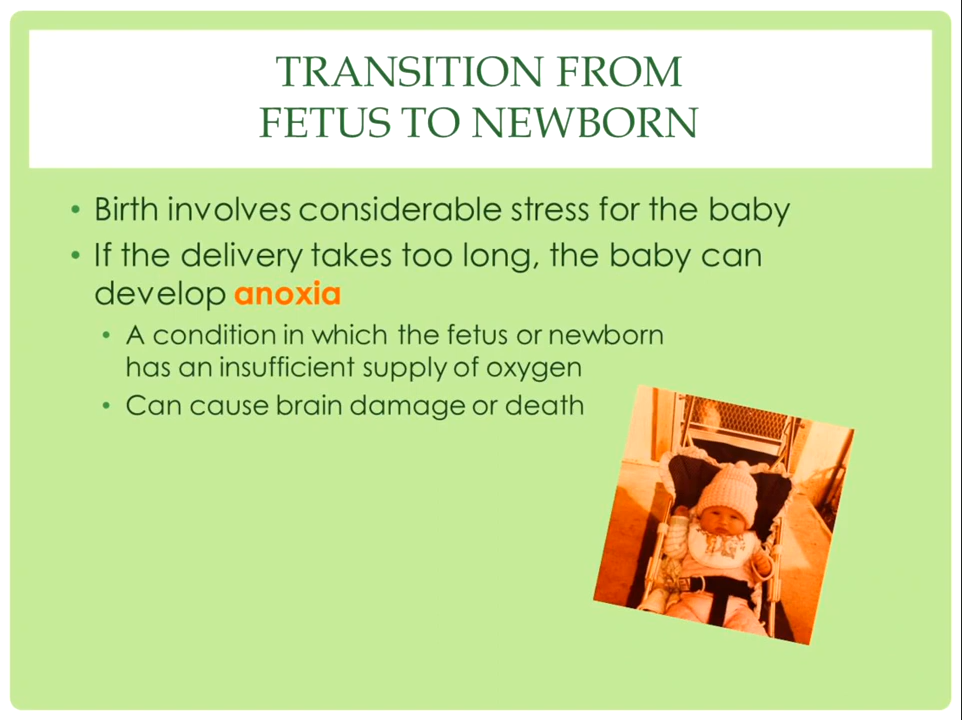 TRANSITION FROM
FETUS TO NEWBORN
• Birth involves considerable stress for the baby
• If the delivery takes too long, the baby can
develop anoxia
• A condition in which the fetus or newborn
has an insufficient supply of oxygen
• Can cause brain damage or death